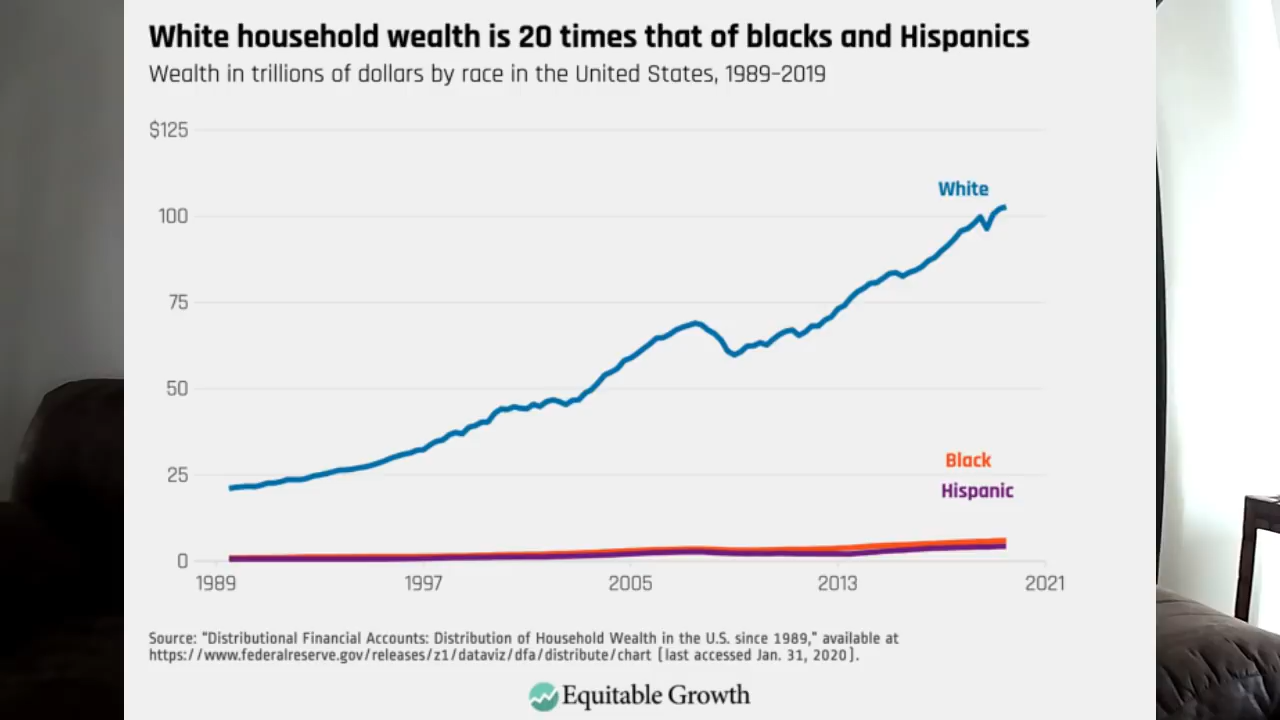 White household wealth is 20 times that of blacks and Hispanics
Wealth in trillions of dollars by race in the United States, 1989–2019
$125
White
100
75
50
Black
25
Hispanic
0
1989 1997 2005 2013 2021
Source: "Distributional Financial Accounts: Distribution of Household Wealth in the U.S. since 1989," available at
https://www.federalreserve.gov/releases/z1/dataviz/dfa/distribute/chart (last accessed Jan. 31, 2020).
Equitable Growth